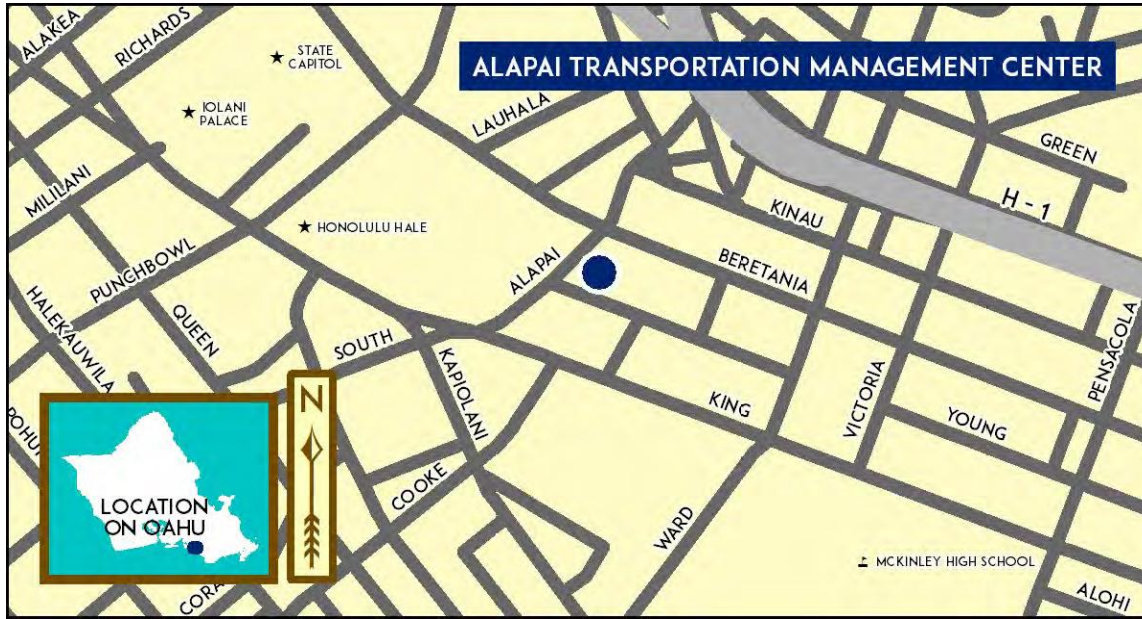 ALAPAI TRANSPORTATION MANAGEMENT CENTER
ALAKEA
RICHARDS
STATE
CAPITOL
IOLANI
PALACE
LAUHALA
GREEN
H-1
MILILANI
KINAU
HONOLULU HALE
PUNCHBOWL
ALAPAI
BERETANIA
HALEKAUWILA
QUEEN
SOUTH
KAPIOLANI
PENSACOLA
KING
VICTORIA
YOUNG
N
COOKE
LOCATION
ON OAHU
WARD
MCKINLEY HIGH SCHOOL
ALOHI